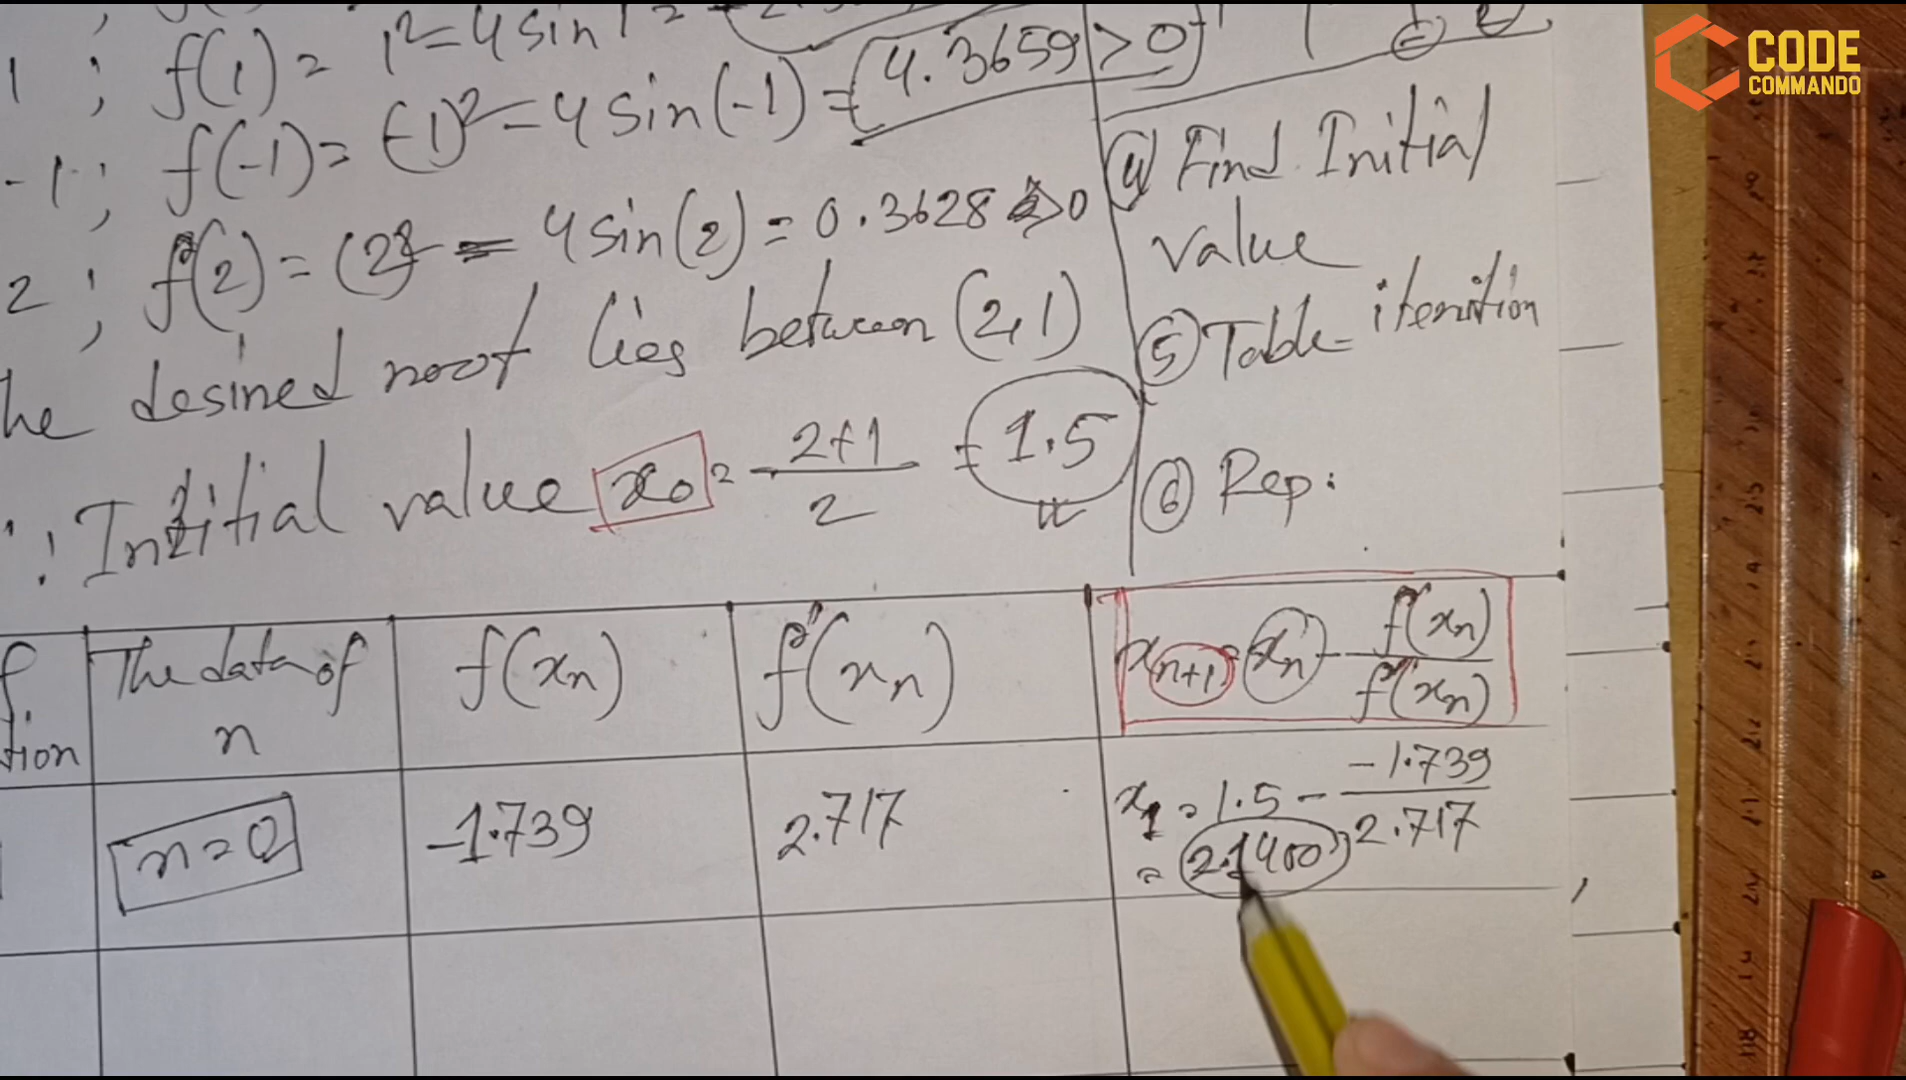 1 ; f(1) = 1² - 4 sin 1 =
-1 ; f(-1) = (-1)² - 4 sin(-1) = 4.3659 > 0
2 ; f(2) = (2)² - 4 sin(2) = 0.3628 > 0
he desired root lies between (2, 1)
∴ Initial value x₀ = 2+1 / 2 = 1.5
④ Find Initial
value
⑤ Table iteration
⑥ Rep:
tion
The data of
n
f(xₙ)
f'(xₙ)
xₙ₊₁ = xₙ - f(xₙ) / f'(xₙ)
n = 0
-1.739
2.717
x₁ = 1.5 - -1.739 / 2.717
= 2.1400
CODE
COMMANDO